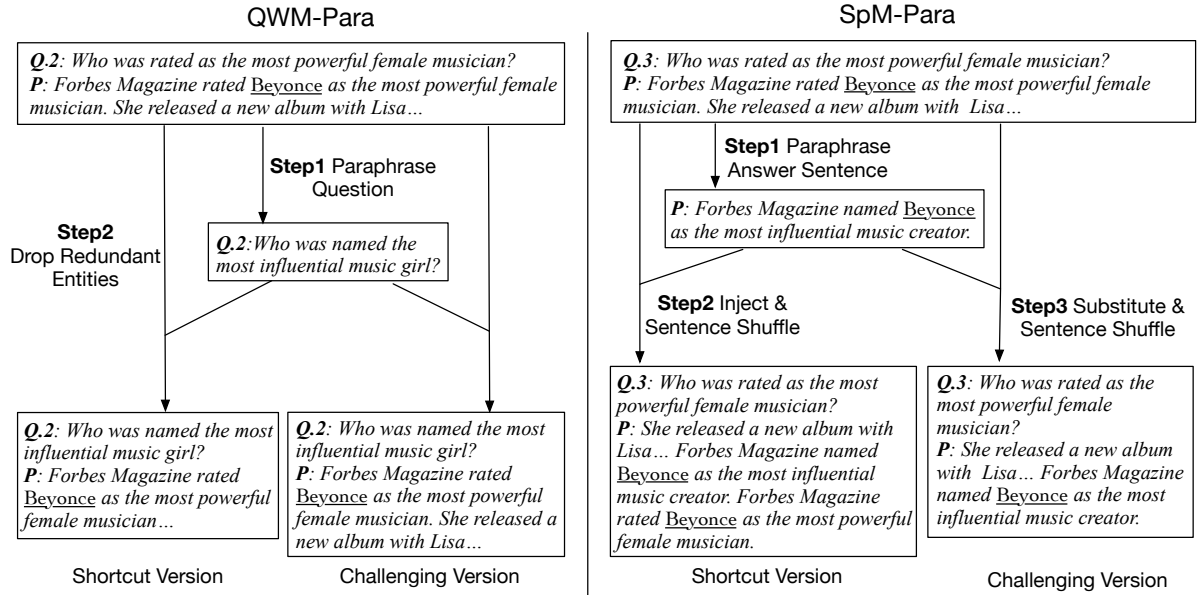 QWM-Para
Q.2: Who was rated as the most powerful female musician?
P: Forbes Magazine rated Beyonce as the most powerful female
musician. She released a new album with Lisa…
Step1 Paraphrase
Question
Step2
Drop Redundant
Entities
Q.2:Who was named the
most influential music girl?
Q.2: Who was named the most
influential music girl?
P: Forbes Magazine rated
Beyonce as the most powerful
female musician…
Shortcut Version
Q.2: Who was named the most
influential music girl?
P: Forbes Magazine rated
Beyonce as the most powerful
female musician. She released a
new album with Lisa…
Challenging Version
SpM-Para
Q.3: Who was rated as the most powerful female musician?
P: Forbes Magazine rated Beyonce as the most powerful female
musician. She released a new album with Lisa…
Step1 Paraphrase
Answer Sentence
P: Forbes Magazine named Beyonce
as the most influential music creator.
Step2 Inject &
Sentence Shuffle
Step3 Substitute &
Sentence Shuffle
Q.3: Who was rated as the most
powerful female musician?
P: She released a new album with
Lisa… Forbes Magazine named
Beyonce as the most influential
music creator. Forbes Magazine
rated Beyonce as the most powerful
female musician.
Shortcut Version
Q.3: Who was rated as the
most powerful female
musician?
P: She released a new album
with Lisa… Forbes Magazine
named Beyonce as the most
influential music creator.
Challenging Version